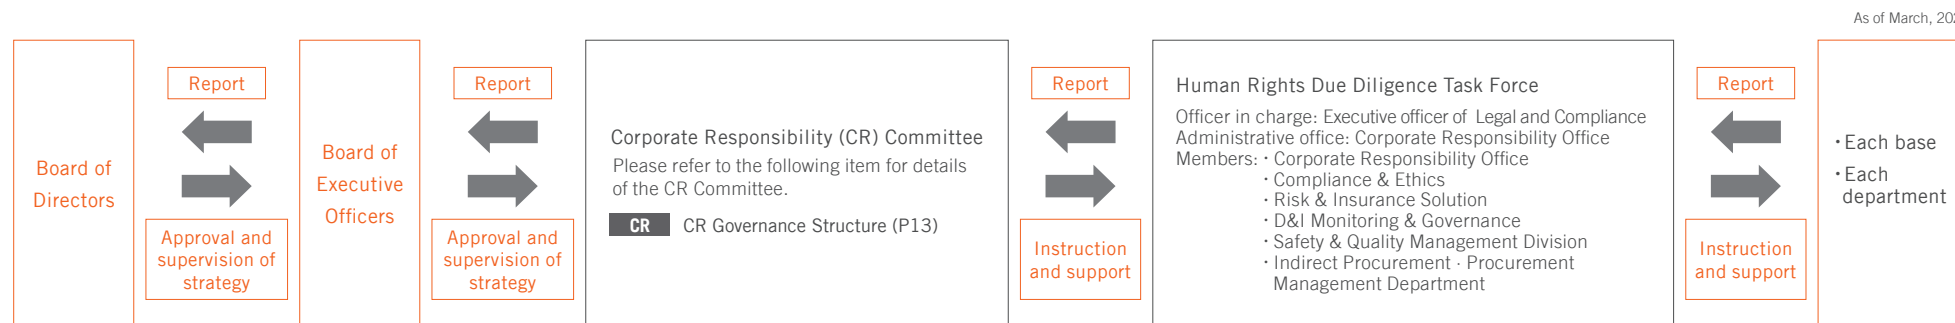 As of March, 
Board of
Directors
Report
Approval and
supervision of
strategy
Board of
Executive
Officers
Report
Approval and
supervision of
strategy
Corporate Responsibility (CR) Committee
Please refer to the following item for details
of the CR Committee.
CR CR Governance Structure (P13)
Report
Instruction
and support
Human Rights Due Diligence Task Force
Officer in charge: Executive officer of Legal and Compliance
Administrative office: Corporate Responsibility Office
Members: ・Corporate Responsibility Office
・Compliance & Ethics
・Risk & Insurance Solution
・D&I Monitoring & Governance
・Safety & Quality Management Division
・Indirect Procurement · Procurement
Management Department
Report
Instruction
and support
・Each base
・Each
department